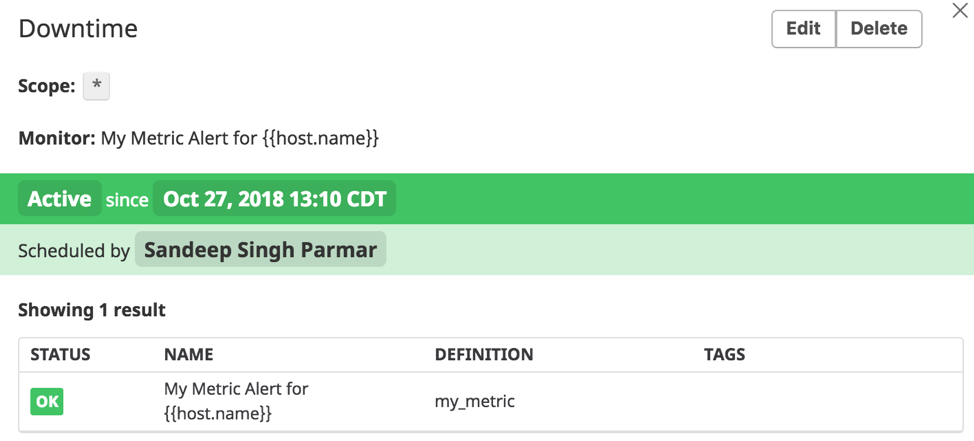 Downtime
Edit Delete
Scope: *
Monitor: My Metric Alert for {{host.name}}
Active since Oct 27, 2018 13:10 CDT
Scheduled by Sandeep Singh Parmar
Showing 1 result
STATUS NAME DEFINITION TAGS
OK My Metric Alert for {{host.name}} my_metric